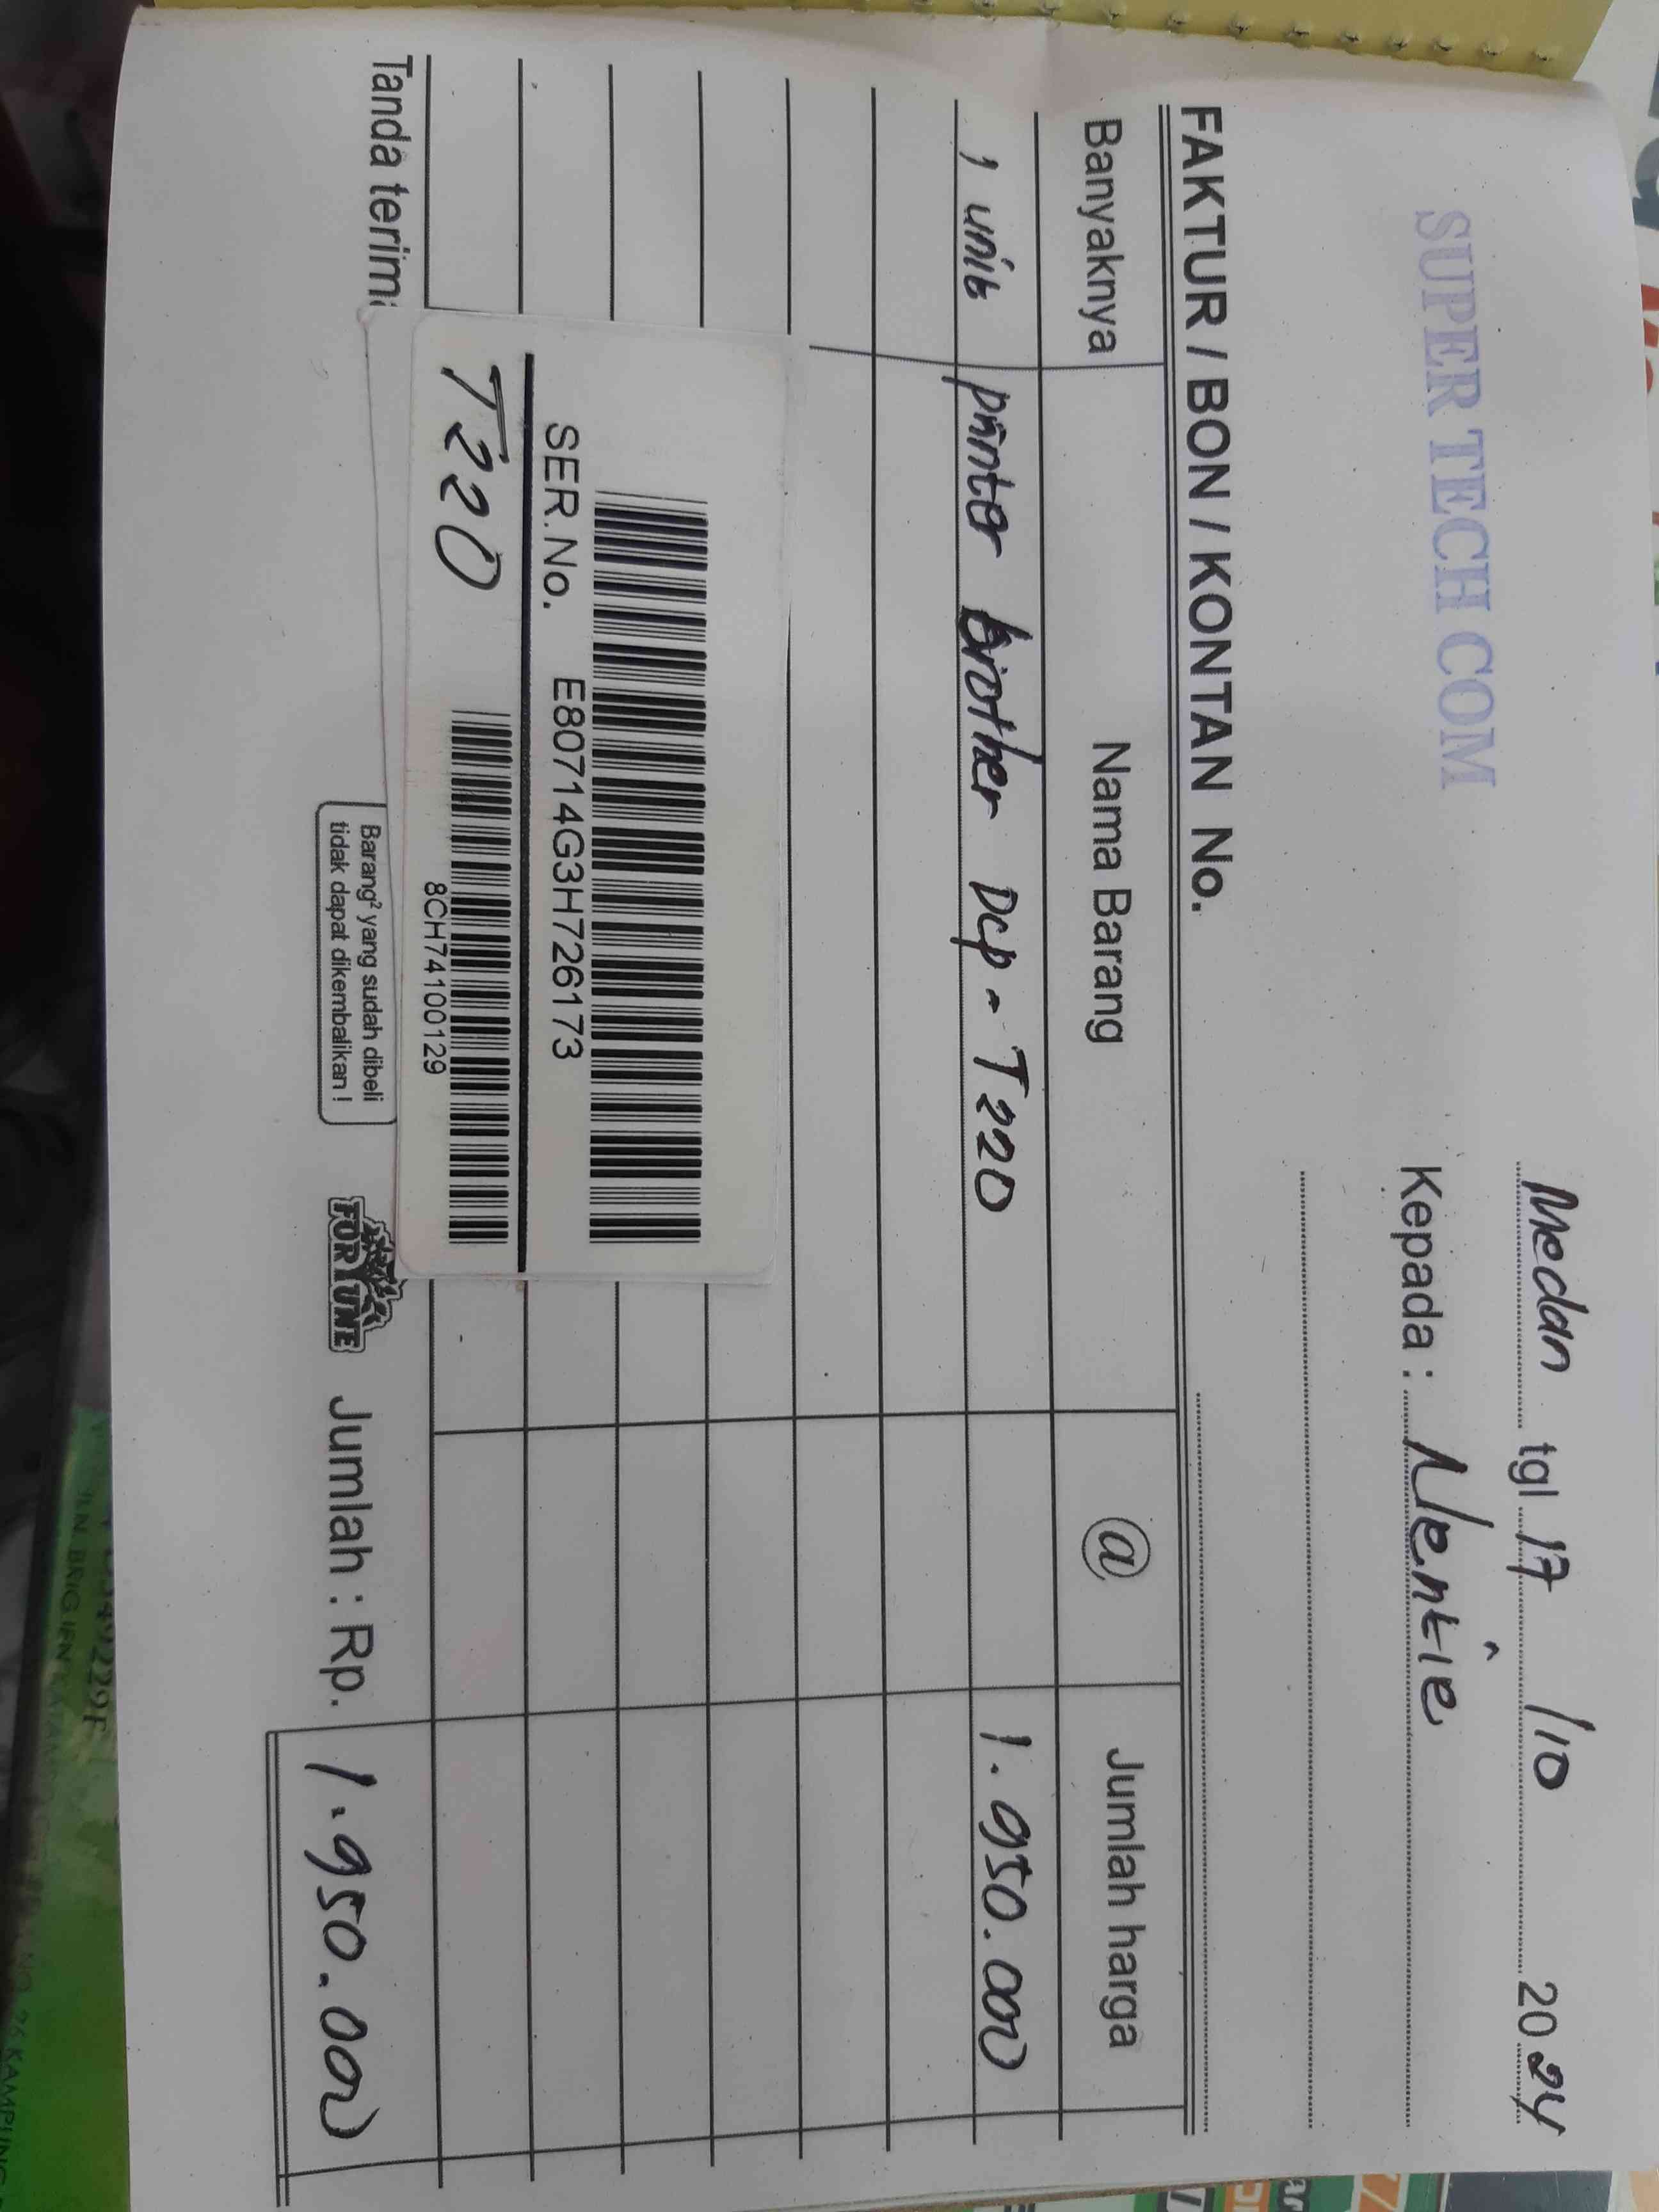 SUPER TECH COM
Medan tgl 17 /10 2024
Kepada : Nentie
FAKTUR / BON / KONTAN No.
Banyaknya Nama Barang @ Jumlah harga
1 unit printer brother DCP - T220 1.950.000
SER.No. E80714G3H726173
T220 8CH74100129
Tanda terim
Barang² yang sudah dibeli
tidak dapat dikembalikan !
FORTUNE
Jumlah : Rp. 1.950.000